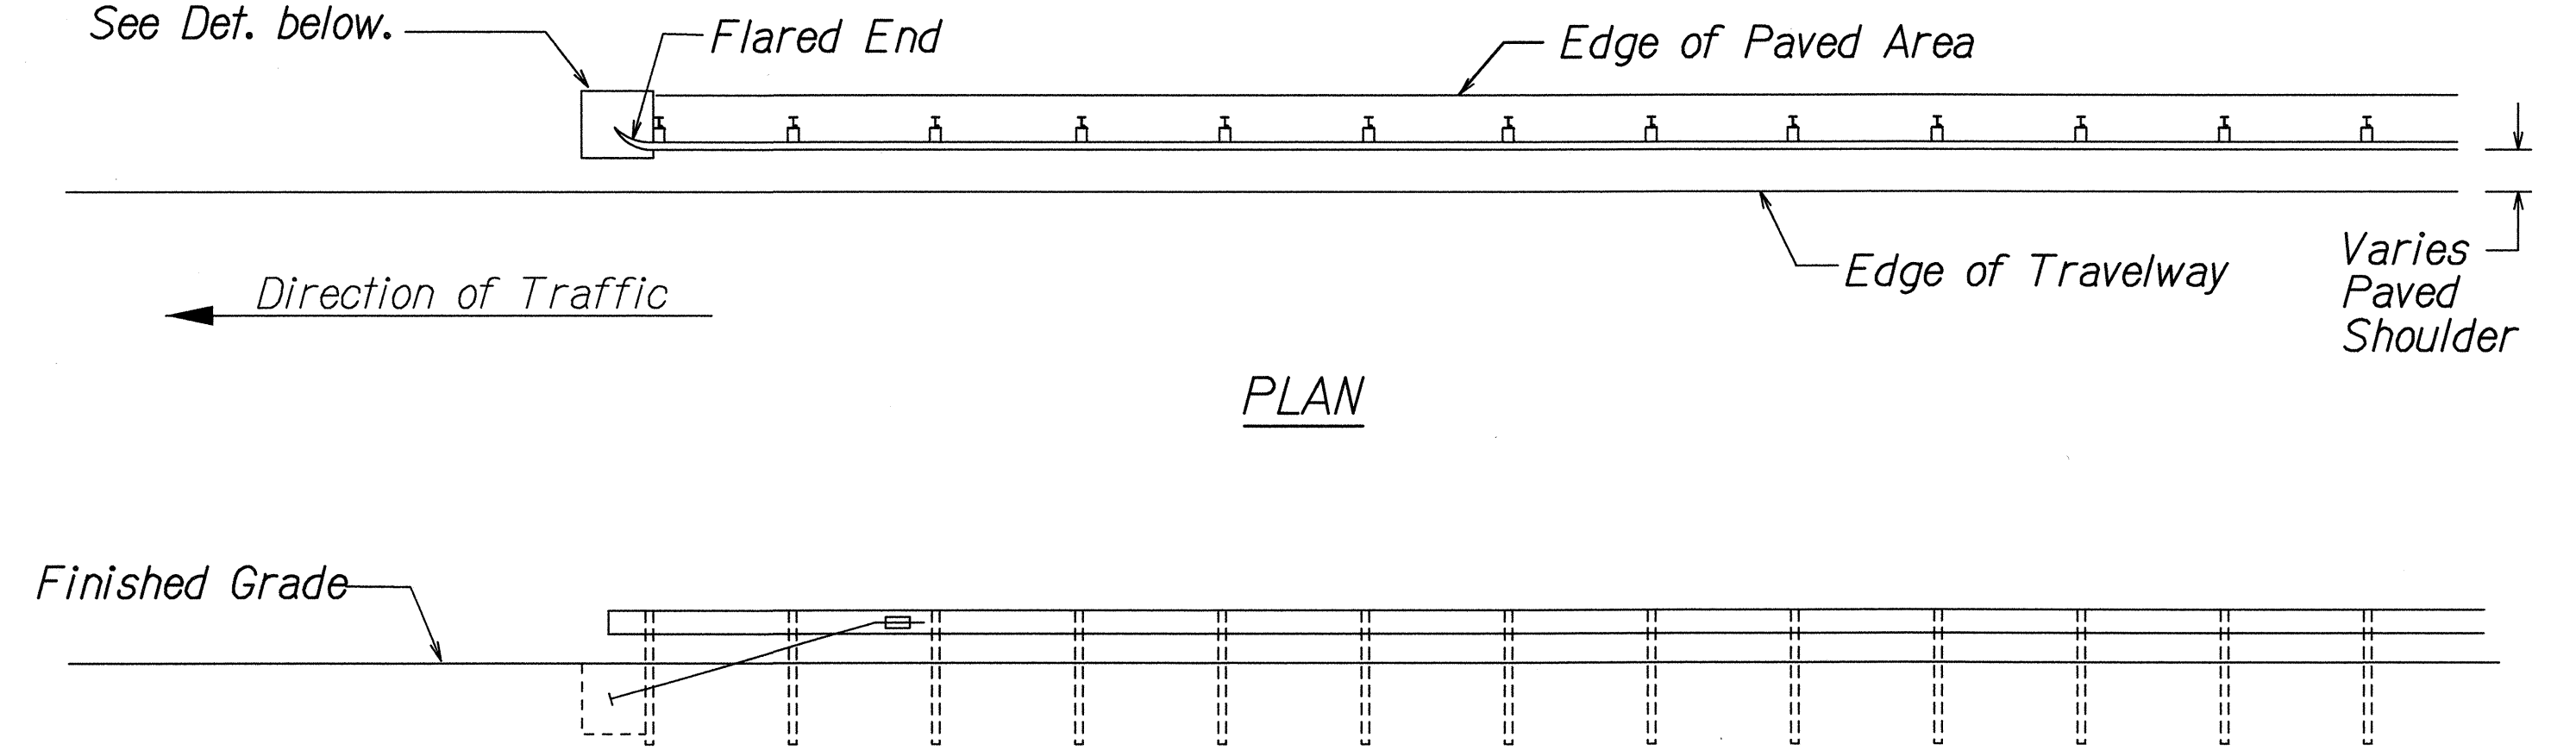 See Det. below.
Flared End
Edge of Paved Area
Edge of Travelway
Varies
Paved
Shoulder
Direction of Traffic
PLAN
Finished Grade